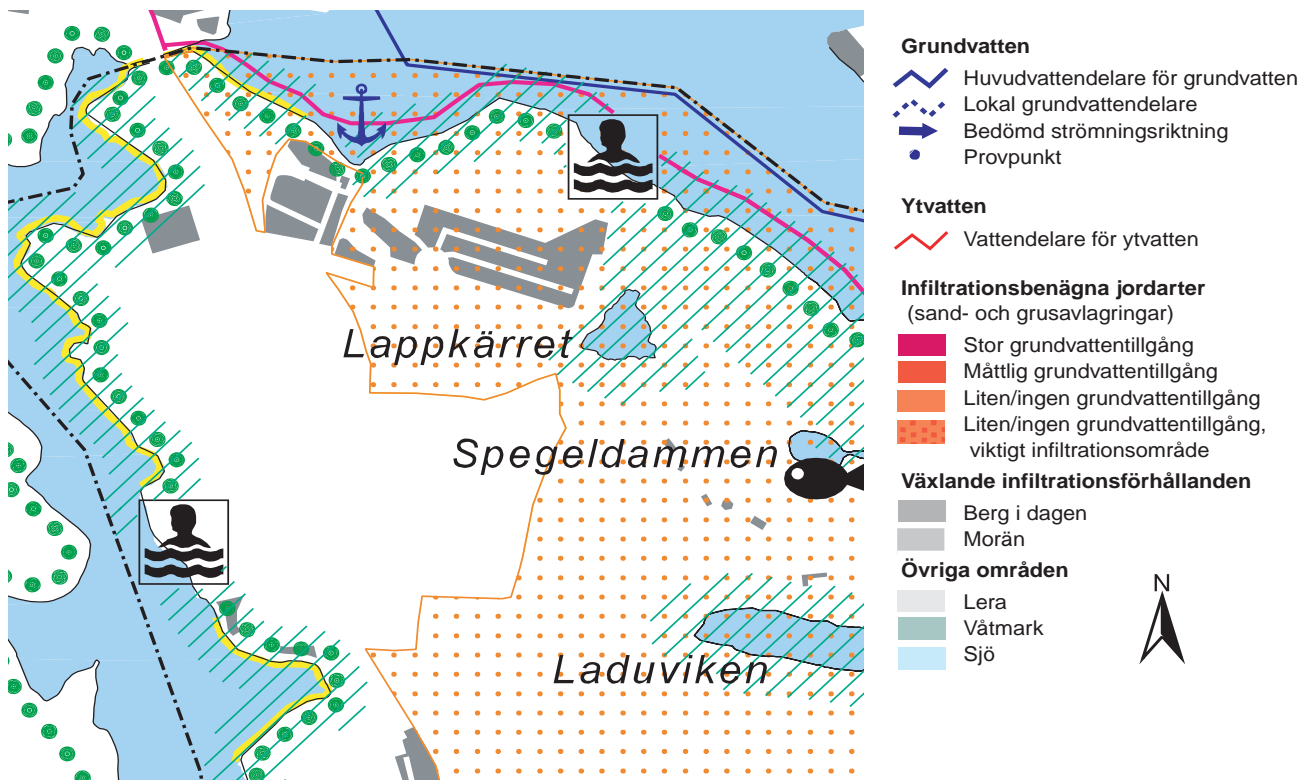 Lappkärret
Spegeldammen
Laduviken
Grundvatten
Huvudvattendelare för grundvatten
Lokal grundvattendelare
Bedömd strömningsriktning
Provpunkt
Ytvatten
Vattendelare för ytvatten
Infiltrationsbenägna jordarter
(sand- och grusavlagringar)
Stor grundvattentillgång
Måttlig grundvattentillgång
Liten/ingen grundvattentillgång
Liten/ingen grundvattentillgång,
viktigt infiltrationsområde
Växlande infiltrationsförhållanden
Berg i dagen
Morän
Övriga områden
Lera
Våtmark
Sjö
N